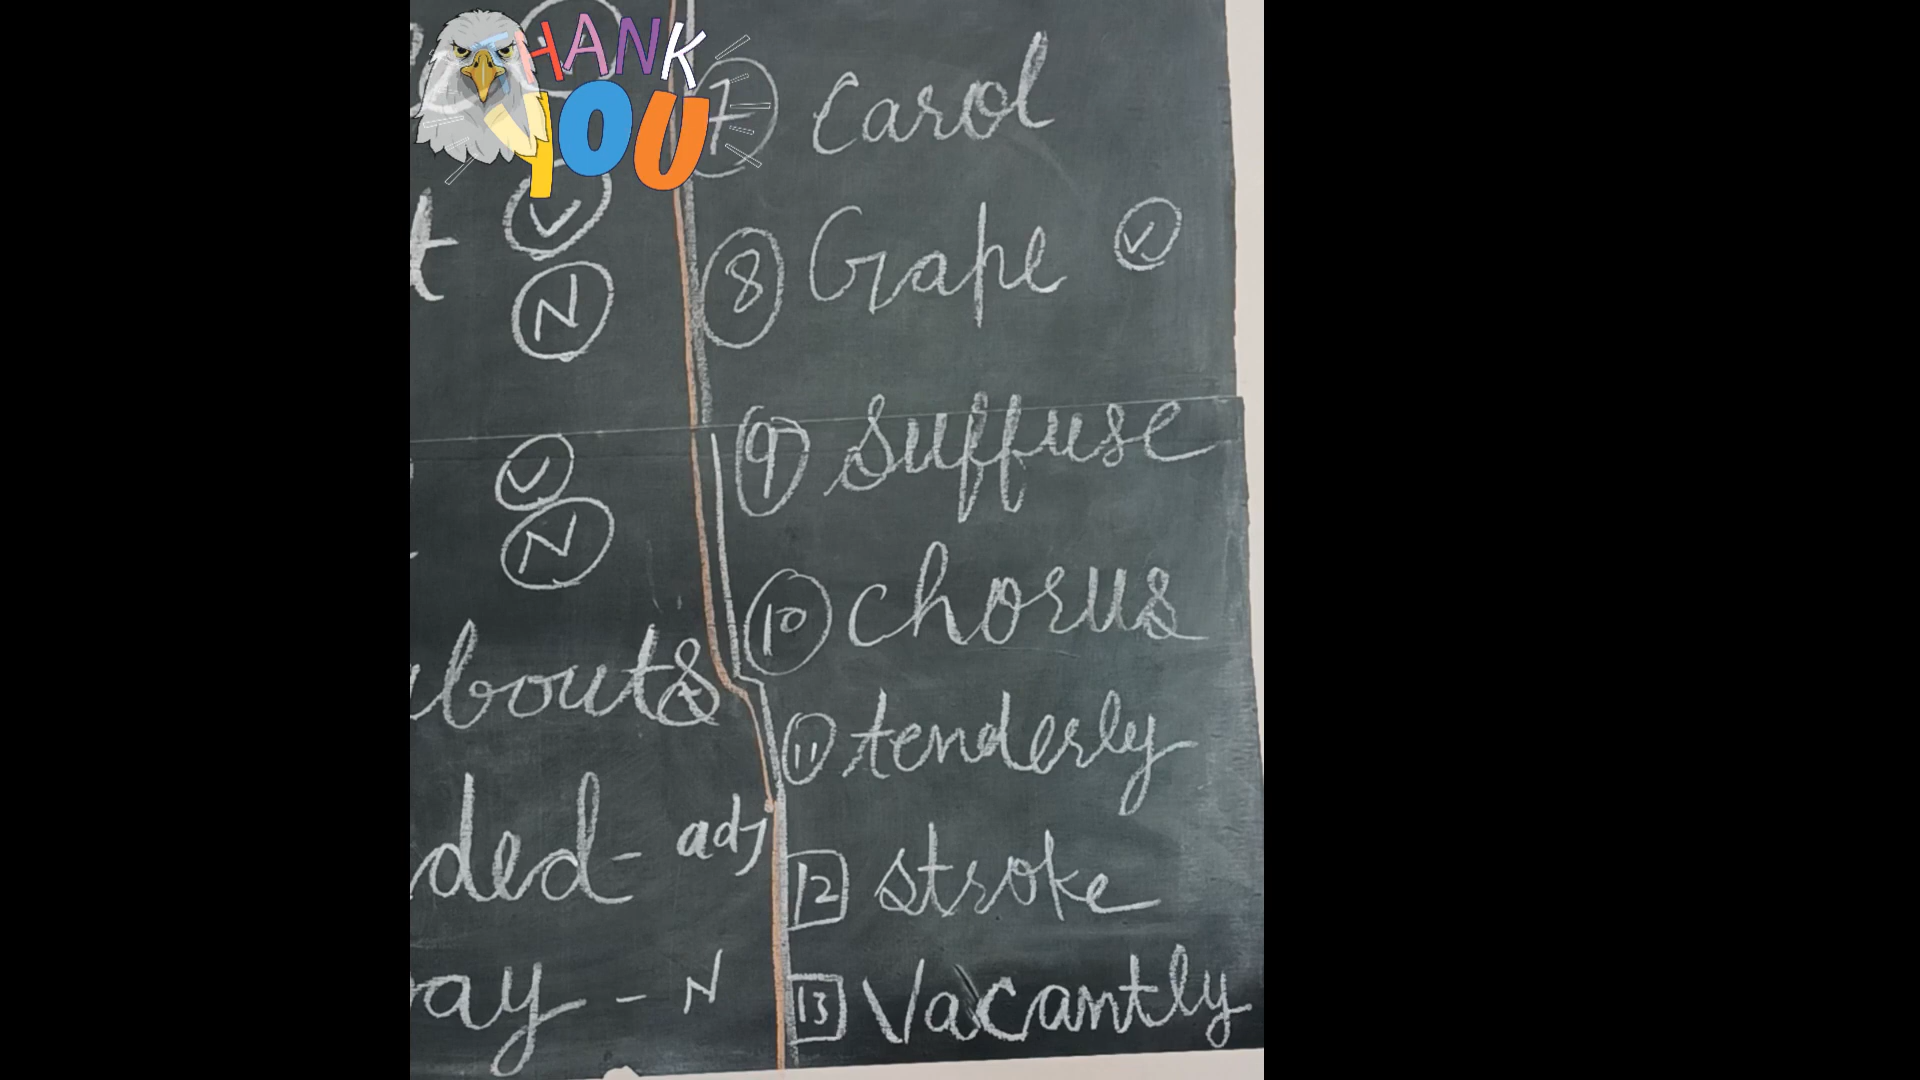 THANK
YOU
t
V
N
V
N
bouts
ded - adj
ay - N
7 Carol
8 Grape V
9 Suffuse
10 chorus
11 tenderly
12 stroke
13 Vacantly